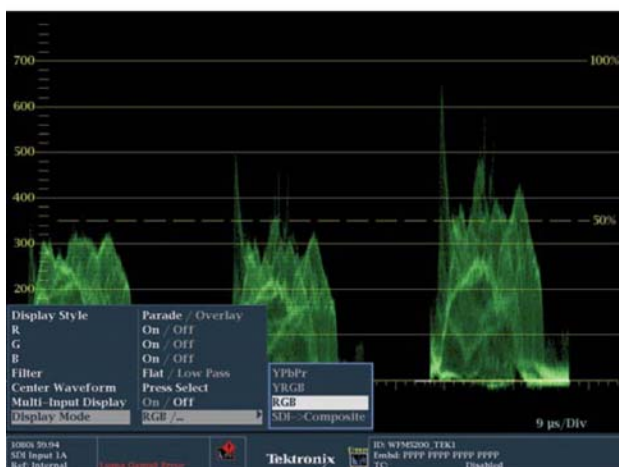 700
100%
600
500
400
50%
300
200
Display Style Parade / Overlay
R On / Off
G On / Off
B On / Off
Filter Flat / Low Pass
Center Waveform Press Select
Multi-Input Display On / Off
Display Mode RGB /...
YPbPr
YRGB
RGB
SDI->Composite
9 µs/Div
1080i 59.94
SDI Input 1A
Ref: Internal
Tektronix
ID: WFM5200_TEK1
Embd: PPPP PPPP PPPP PPPP
TC: Disabled